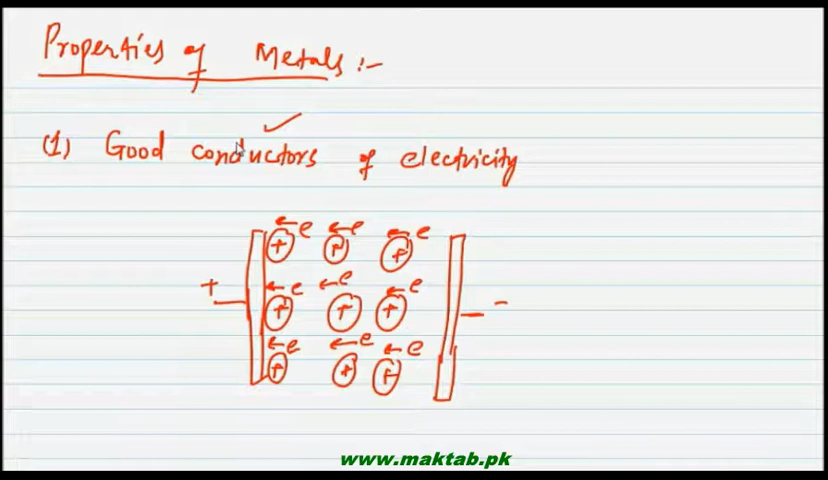 Properties of Metals :-
(1) Good conductors of electricity
←e ←e ←e
+ + +
+ -
←e ←e ←e
+ + +
←e ←e ←e
+ + +
www.maktab.pk